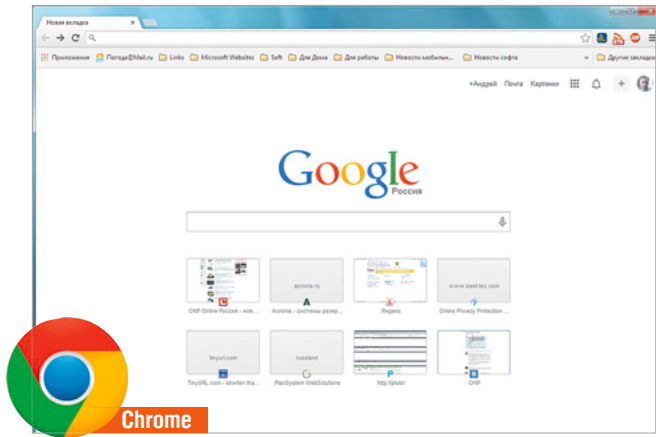 Новая вкладка
Приложения Погода@Mail.ru Links Microsoft Websites Soft Для Дома Для работы Новости мобильн... Новости софта » Другие закладки
+Андрей Почта Картинки
Google
Россия
acronis.ru www.east-tec.com
CHIP Online Россия - нов... Acronis - системы резер... Яндекс Online Privacy Protection ...
tinyurl.com russland
TinyURL.com - shorten tha... PlanSystem WebSolutions http://pluto/ CHIP
Chrome